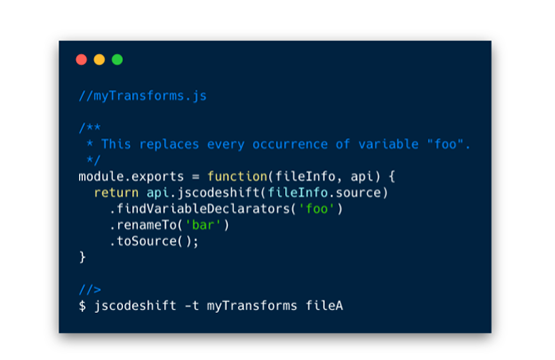 //myTransforms.js
/**
 * This replaces every occurrence of variable "foo".
 */
module.exports = function(fileInfo, api) {
  return api.jscodeshift(fileInfo.source)
    .findVariableDeclarators('foo')
    .renameTo('bar')
    .toSource();
}
//>
$ jscodeshift -t myTransforms fileA